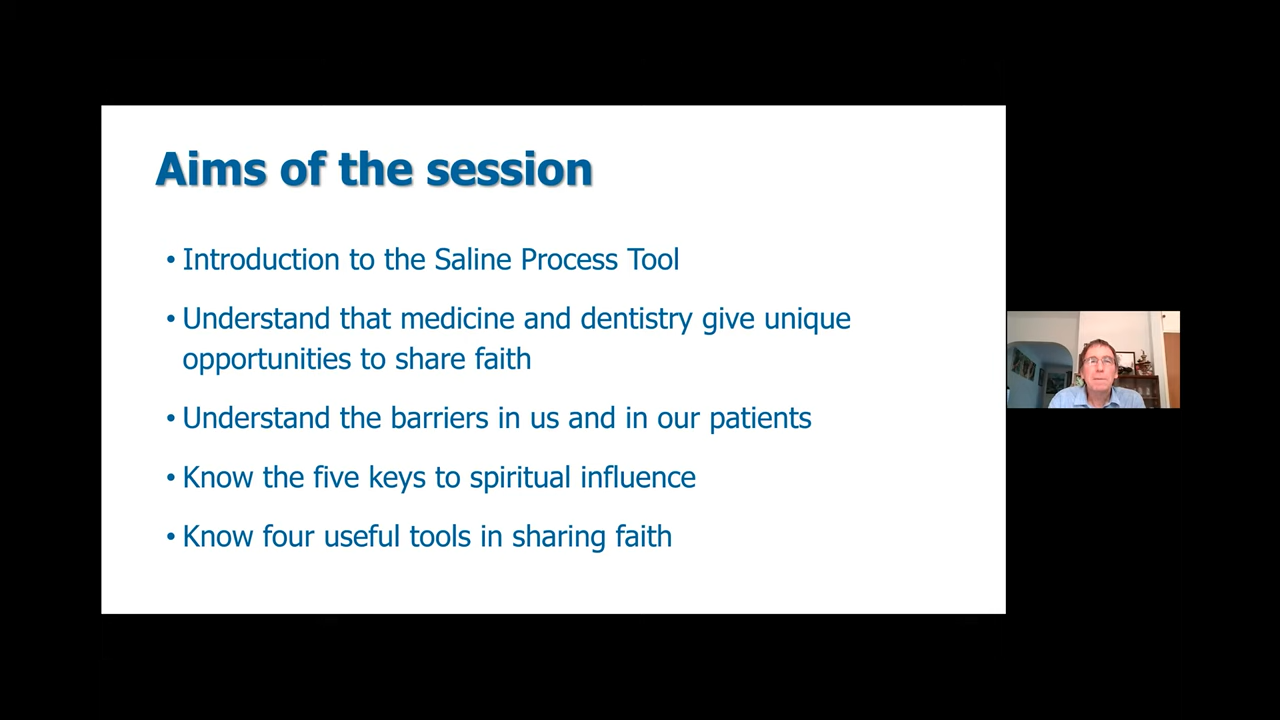 Aims of the session
• Introduction to the Saline Process Tool
• Understand that medicine and dentistry give unique
opportunities to share faith
• Understand the barriers in us and in our patients
• Know the five keys to spiritual influence
• Know four useful tools in sharing faith